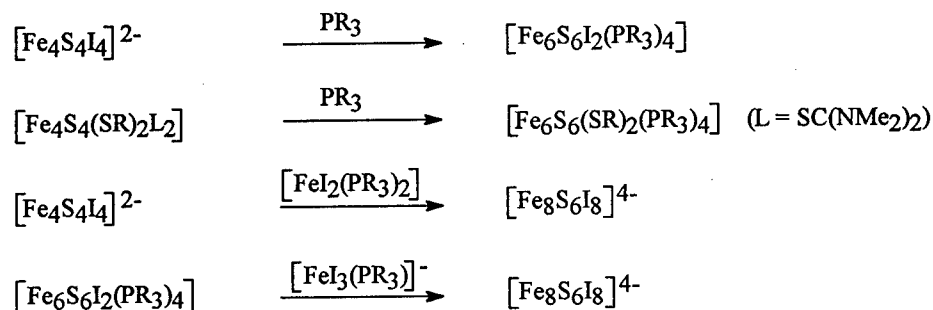 [Fe4S4I4]2- PR3 [Fe6S6I2(PR3)4]
[Fe4S4(SR)2L2] PR3 [Fe6S6(SR)2(PR3)4] (L = SC(NMe2)2)
[Fe4S4I4]2- [FeI2(PR3)2] [Fe8S6I8]4-
[Fe6S6I2(PR3)4] [FeI3(PR3)]- [Fe8S6I8]4-